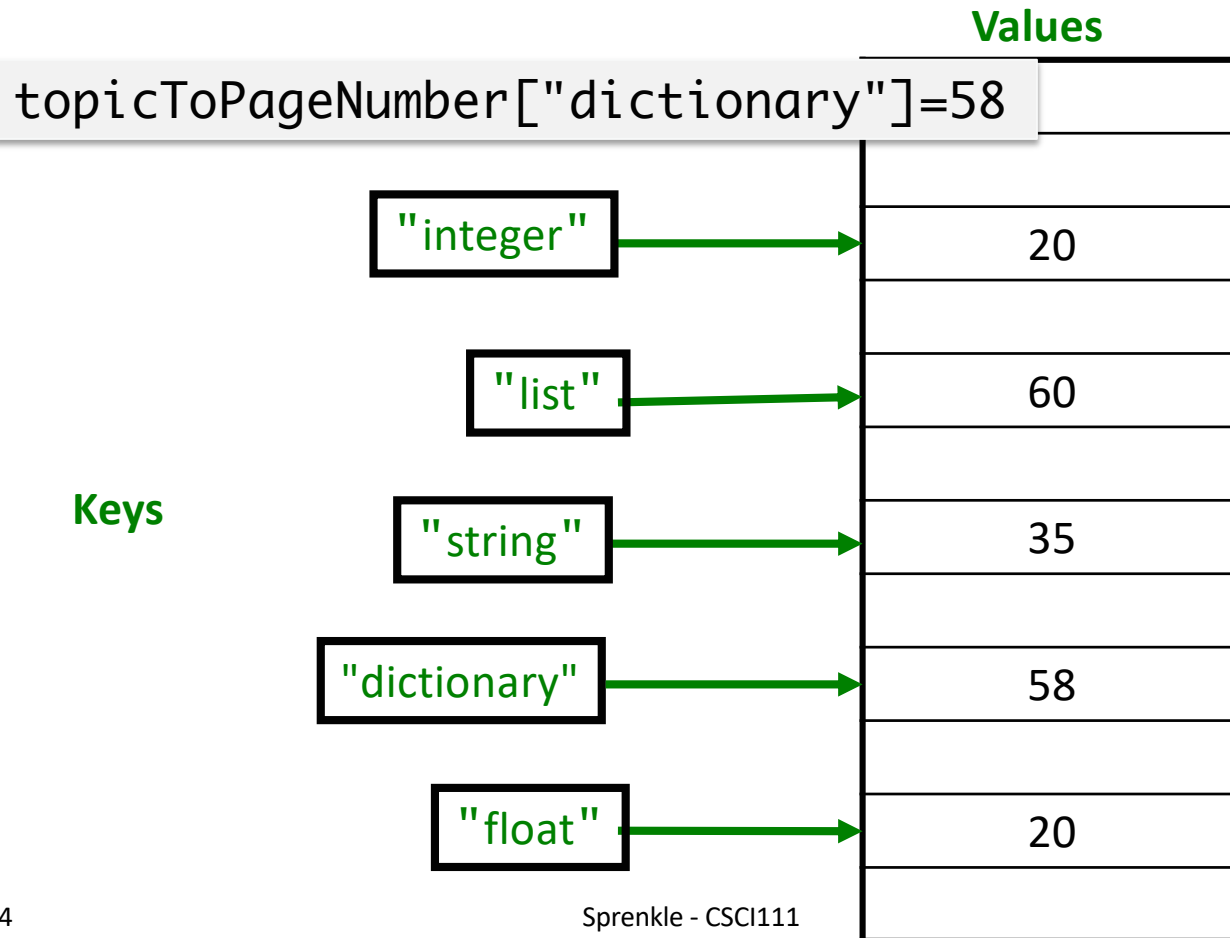 Values
topicToPageNumber["dictionary"]=58
"integer"
20
"list"
60
Keys
"string"
35
"dictionary"
58
"float"
20
4
Sprenkle - CSCI111